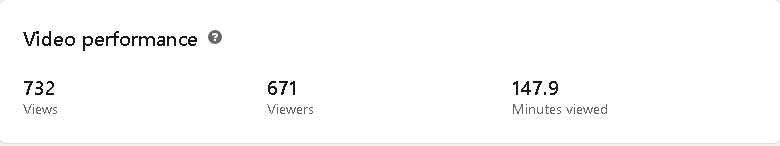 Video performance ?
732 671 147.9
Views Viewers Minutes viewed